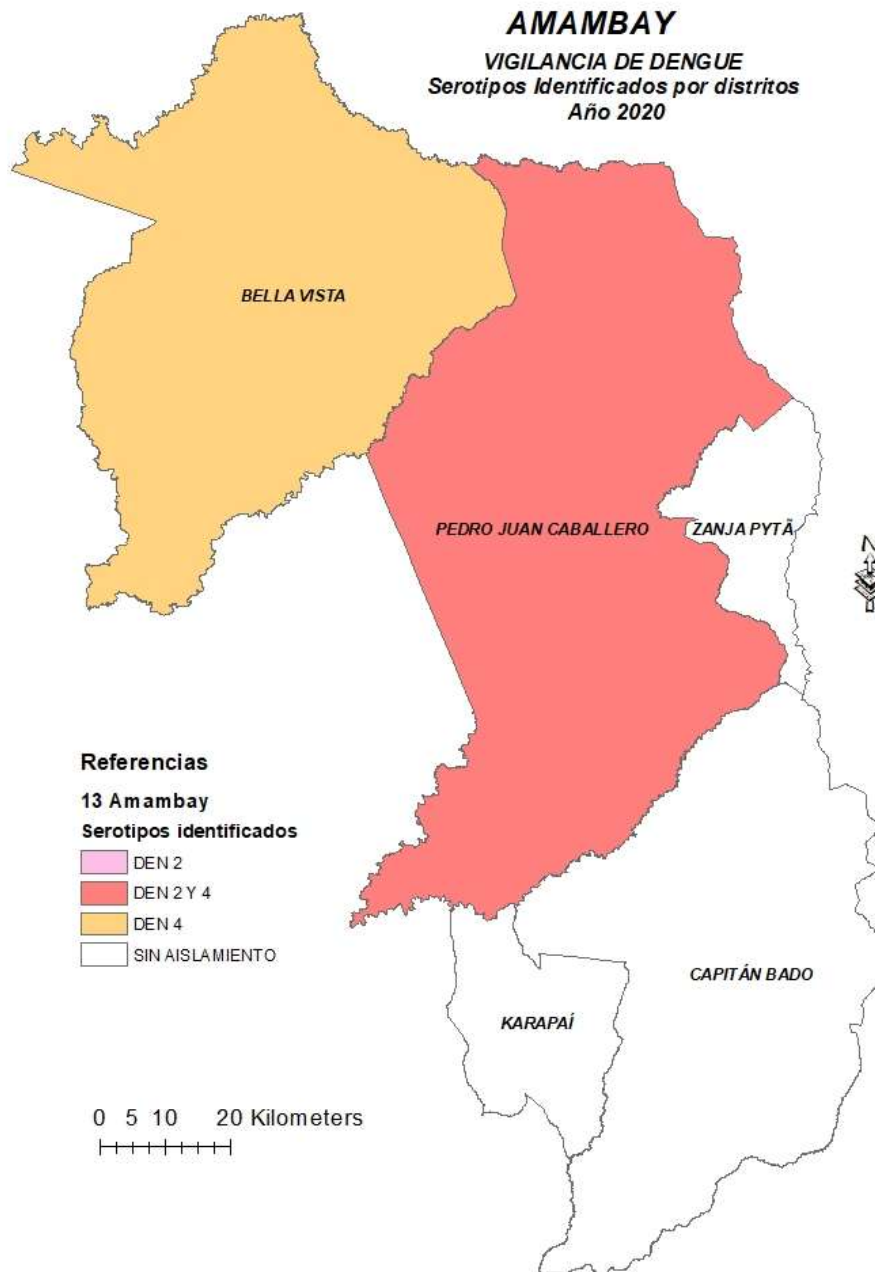 AMAMBAY
VIGILANCIA DE DENGUE
Serotipos Identificados por distritos
Año 2020
BELLA VISTA
PEDRO JUAN CABALLERO
ZANJA PYTÃ
N
Referencias
13 Amambay
Serotipos identificados
DEN 2
DEN 2 Y 4
DEN 4
SIN AISLAMIENTO
CAPITÁN BADO
KARAPAÍ
0 5 10 20 Kilometers